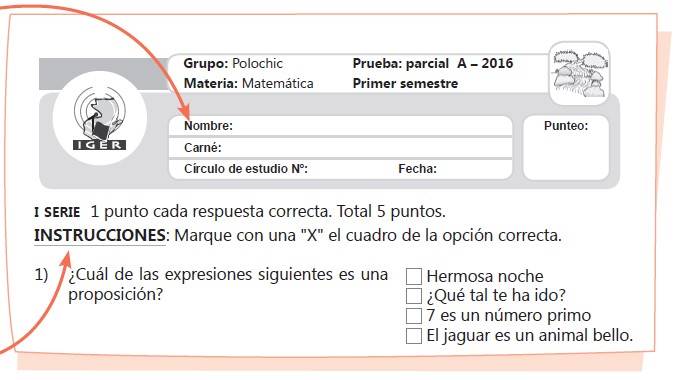 Grupo: Polochic
Prueba: parcial A – 2016
Materia: Matemática
Primer semestre
IGER
Nombre:
Punteo:
Carné:
Círculo de estudio Nº:
Fecha:
I SERIE 1 punto cada respuesta correcta. Total 5 puntos.
INSTRUCCIONES: Marque con una "X" el cuadro de la opción correcta.
1) ¿Cuál de las expresiones siguientes es una
proposición?
Hermosa noche
¿Qué tal te ha ido?
7 es un número primo
El jaguar es un animal bello.